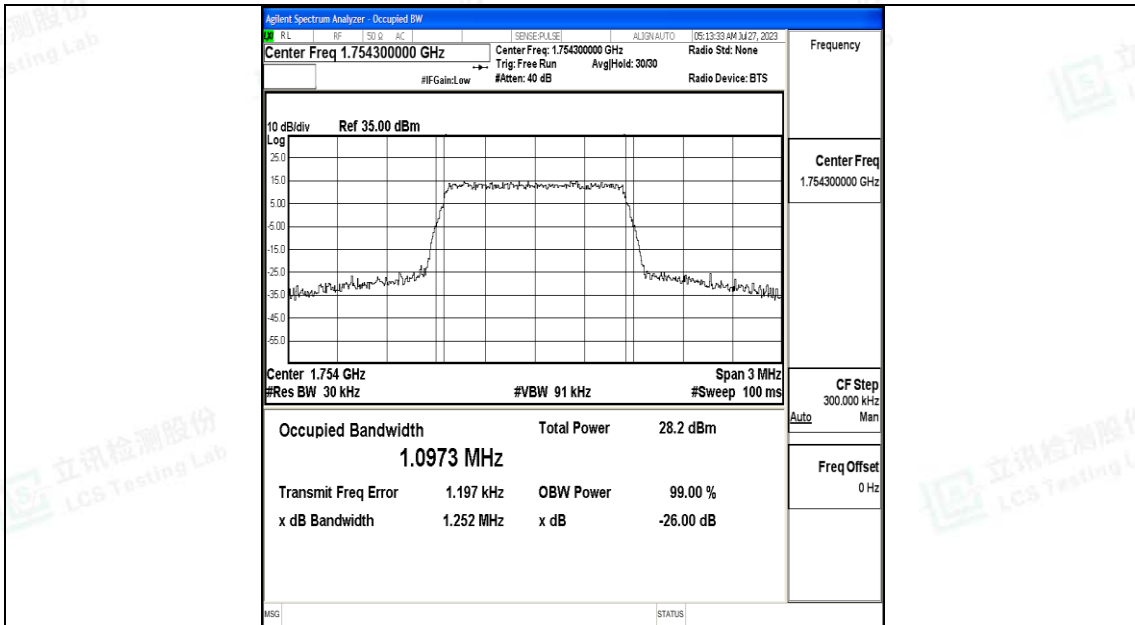 Agilent Spectrum Analyzer - Occupied BW
RL RF 50 Ω AC SENSE:PULSE ALIGN AUTO 05:13:33 AM Jul 27, 2023
Center Freq 1.754300000 GHz
Center Freq: 1.754300000 GHz
Radio Std: None
Trig: Free Run Avg|Hold: 30/30
#IFGain:Low #Atten: 40 dB Radio Device: BTS
10 dB/div Ref 35.00 dBm
Log
25.0
15.0
5.00
-5.00
-15.0
-25.0
-35.0
-45.0
-55.0
Center 1.754 GHz Span 3 MHz
#Res BW 30 kHz #VBW 91 kHz #Sweep 100 ms
Occupied Bandwidth Total Power 28.2 dBm
1.0973 MHz
Transmit Freq Error 1.197 kHz OBW Power 99.00 %
x dB Bandwidth 1.252 MHz x dB -26.00 dB
MSG STATUS
Frequency
Center Freq
1.754300000 GHz
CF Step
300.000 kHz
Auto Man
Freq Offset
0 Hz
立讯检测股份
LCS Testing Lab
立讯检测股份
LCS Testing L